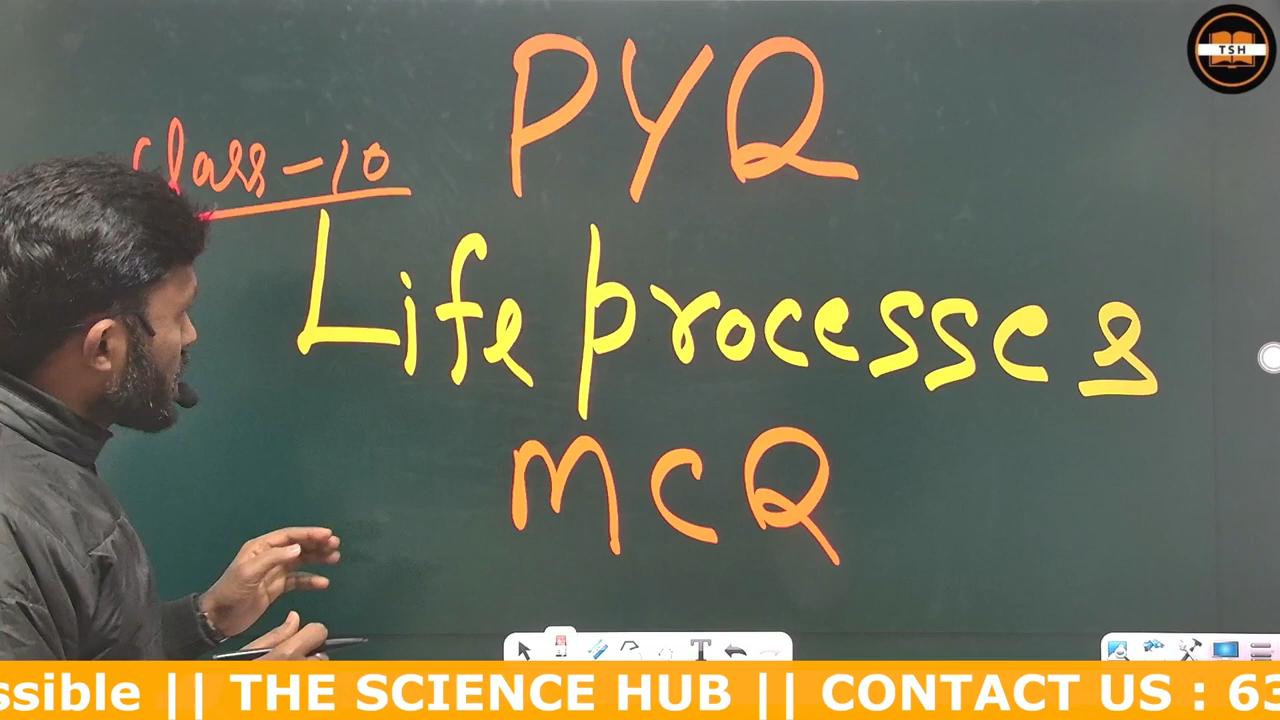 PYQ
TSH
Class-10
Life processes
MCQ
T
ssible || THE SCIENCE HUB || CONTACT US : 63